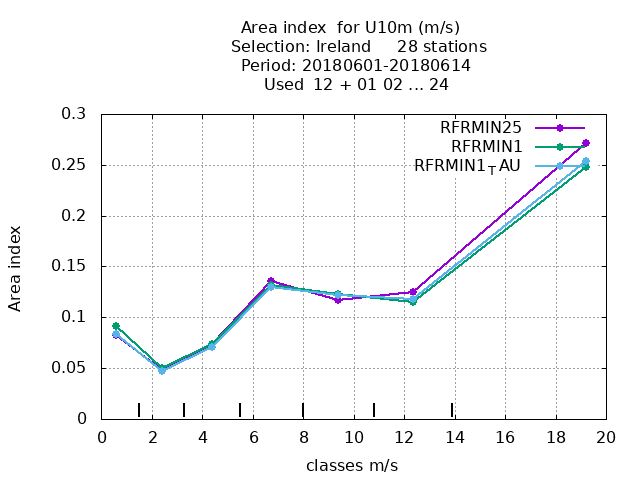 Area index  for U10m (m/s)
Selection: Ireland     28 stations
Period: 20180601-20180614
Used  12 + 01 02 ... 24
0.3
0.25
0.2
0.15
0.1
0.05
0
Area index
RFRMIN25
RFRMIN1
RFRMIN1TAU
0 2 4 6 8 10 12 14 16 18 20
classes m/s